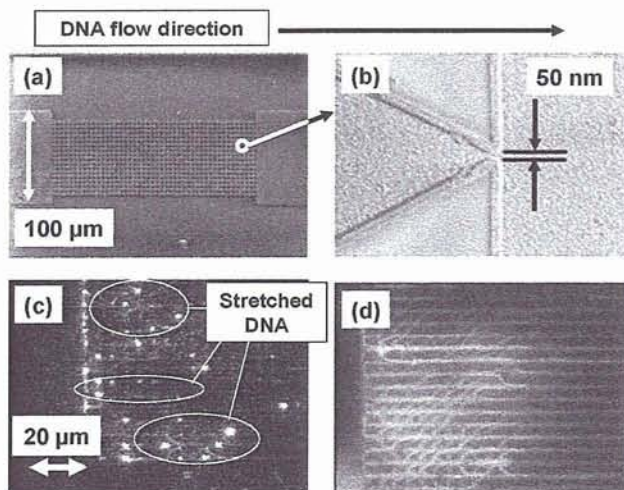 DNA flow direction
(a)
100 µm
(b)
50 nm
(c)
Stretched
DNA
20 µm
(d)